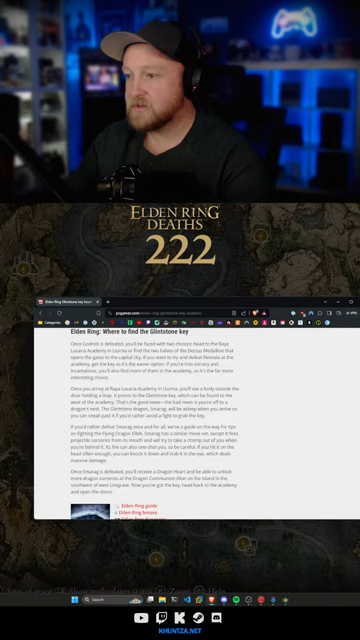 ELDEN RING
DEATHS
222
pcgamer.com/elden-ring-glintstone-key-location/
Categories
Elden Ring: Where to find the Glintstone key
Once Godrick is defeated, you'll be faced with two choices: head to the Raya
Lucaria Academy in Liurnia or find the two halves of the Dectus Medallion that
opens the gates to the capital city. If you want to try and defeat Rennala at the
academy, get the key as it's the easier option. If you're into sorcery and
incantations, you'll also find more of them in the academy, so it's the far more
interesting choice.
Once you arrive at Raya Lucaria Academy in Liurnia, you'll see a body outside the
door holding a map. It points to the Glintstone key, which can be found to the
west of the academy. That's the good news—the bad news is you're off to a
dragon's nest. The Glintstone dragon, Smarag, will be asleep when you arrive so
you can sneak past it if you'd rather avoid a fight to grab the key.
If you'd rather defeat Smarag once and for all, we've a guide on the way for tips
on fighting the Flying Dragon Elden. Smarag has a similar move-set, except it fires
projectile sorceries from its mouth and will try to take a chomp out of you when
you're behind it. Its fire can also one shot you, so be careful. If you hit it on the
head often enough, you can knock it down and stab it in the eye, which deals
massive damage.
Once Smarag is defeated, you'll receive a Dragon Heart and be able to unlock
more dragon sorceries at the Dragon Communion Altar on the island in the
southwest of west Limgrave. Now you've got the key, head back to the academy
and open the doors.
Elden Ring guide
Elden Ring bosses
Search
KHUNTZA.NET